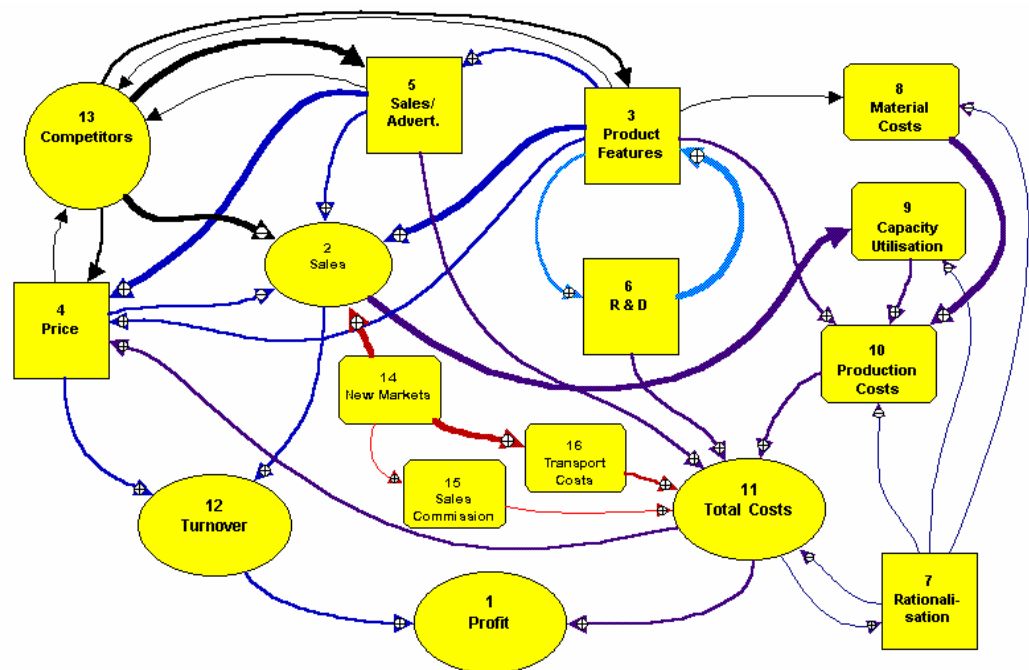 13
Competitors
5
Sales/
Advert.
3
Product
Features
8
Material
Costs
9
Capacity
Utilisation
2
Sales
4
Price
6
R & D
10
Production
Costs
14
New Markets
16
Transport
Costs
15
Sales
Commission
11
Total Costs
12
Turnover
7
Rationali-
sation
1
Profit